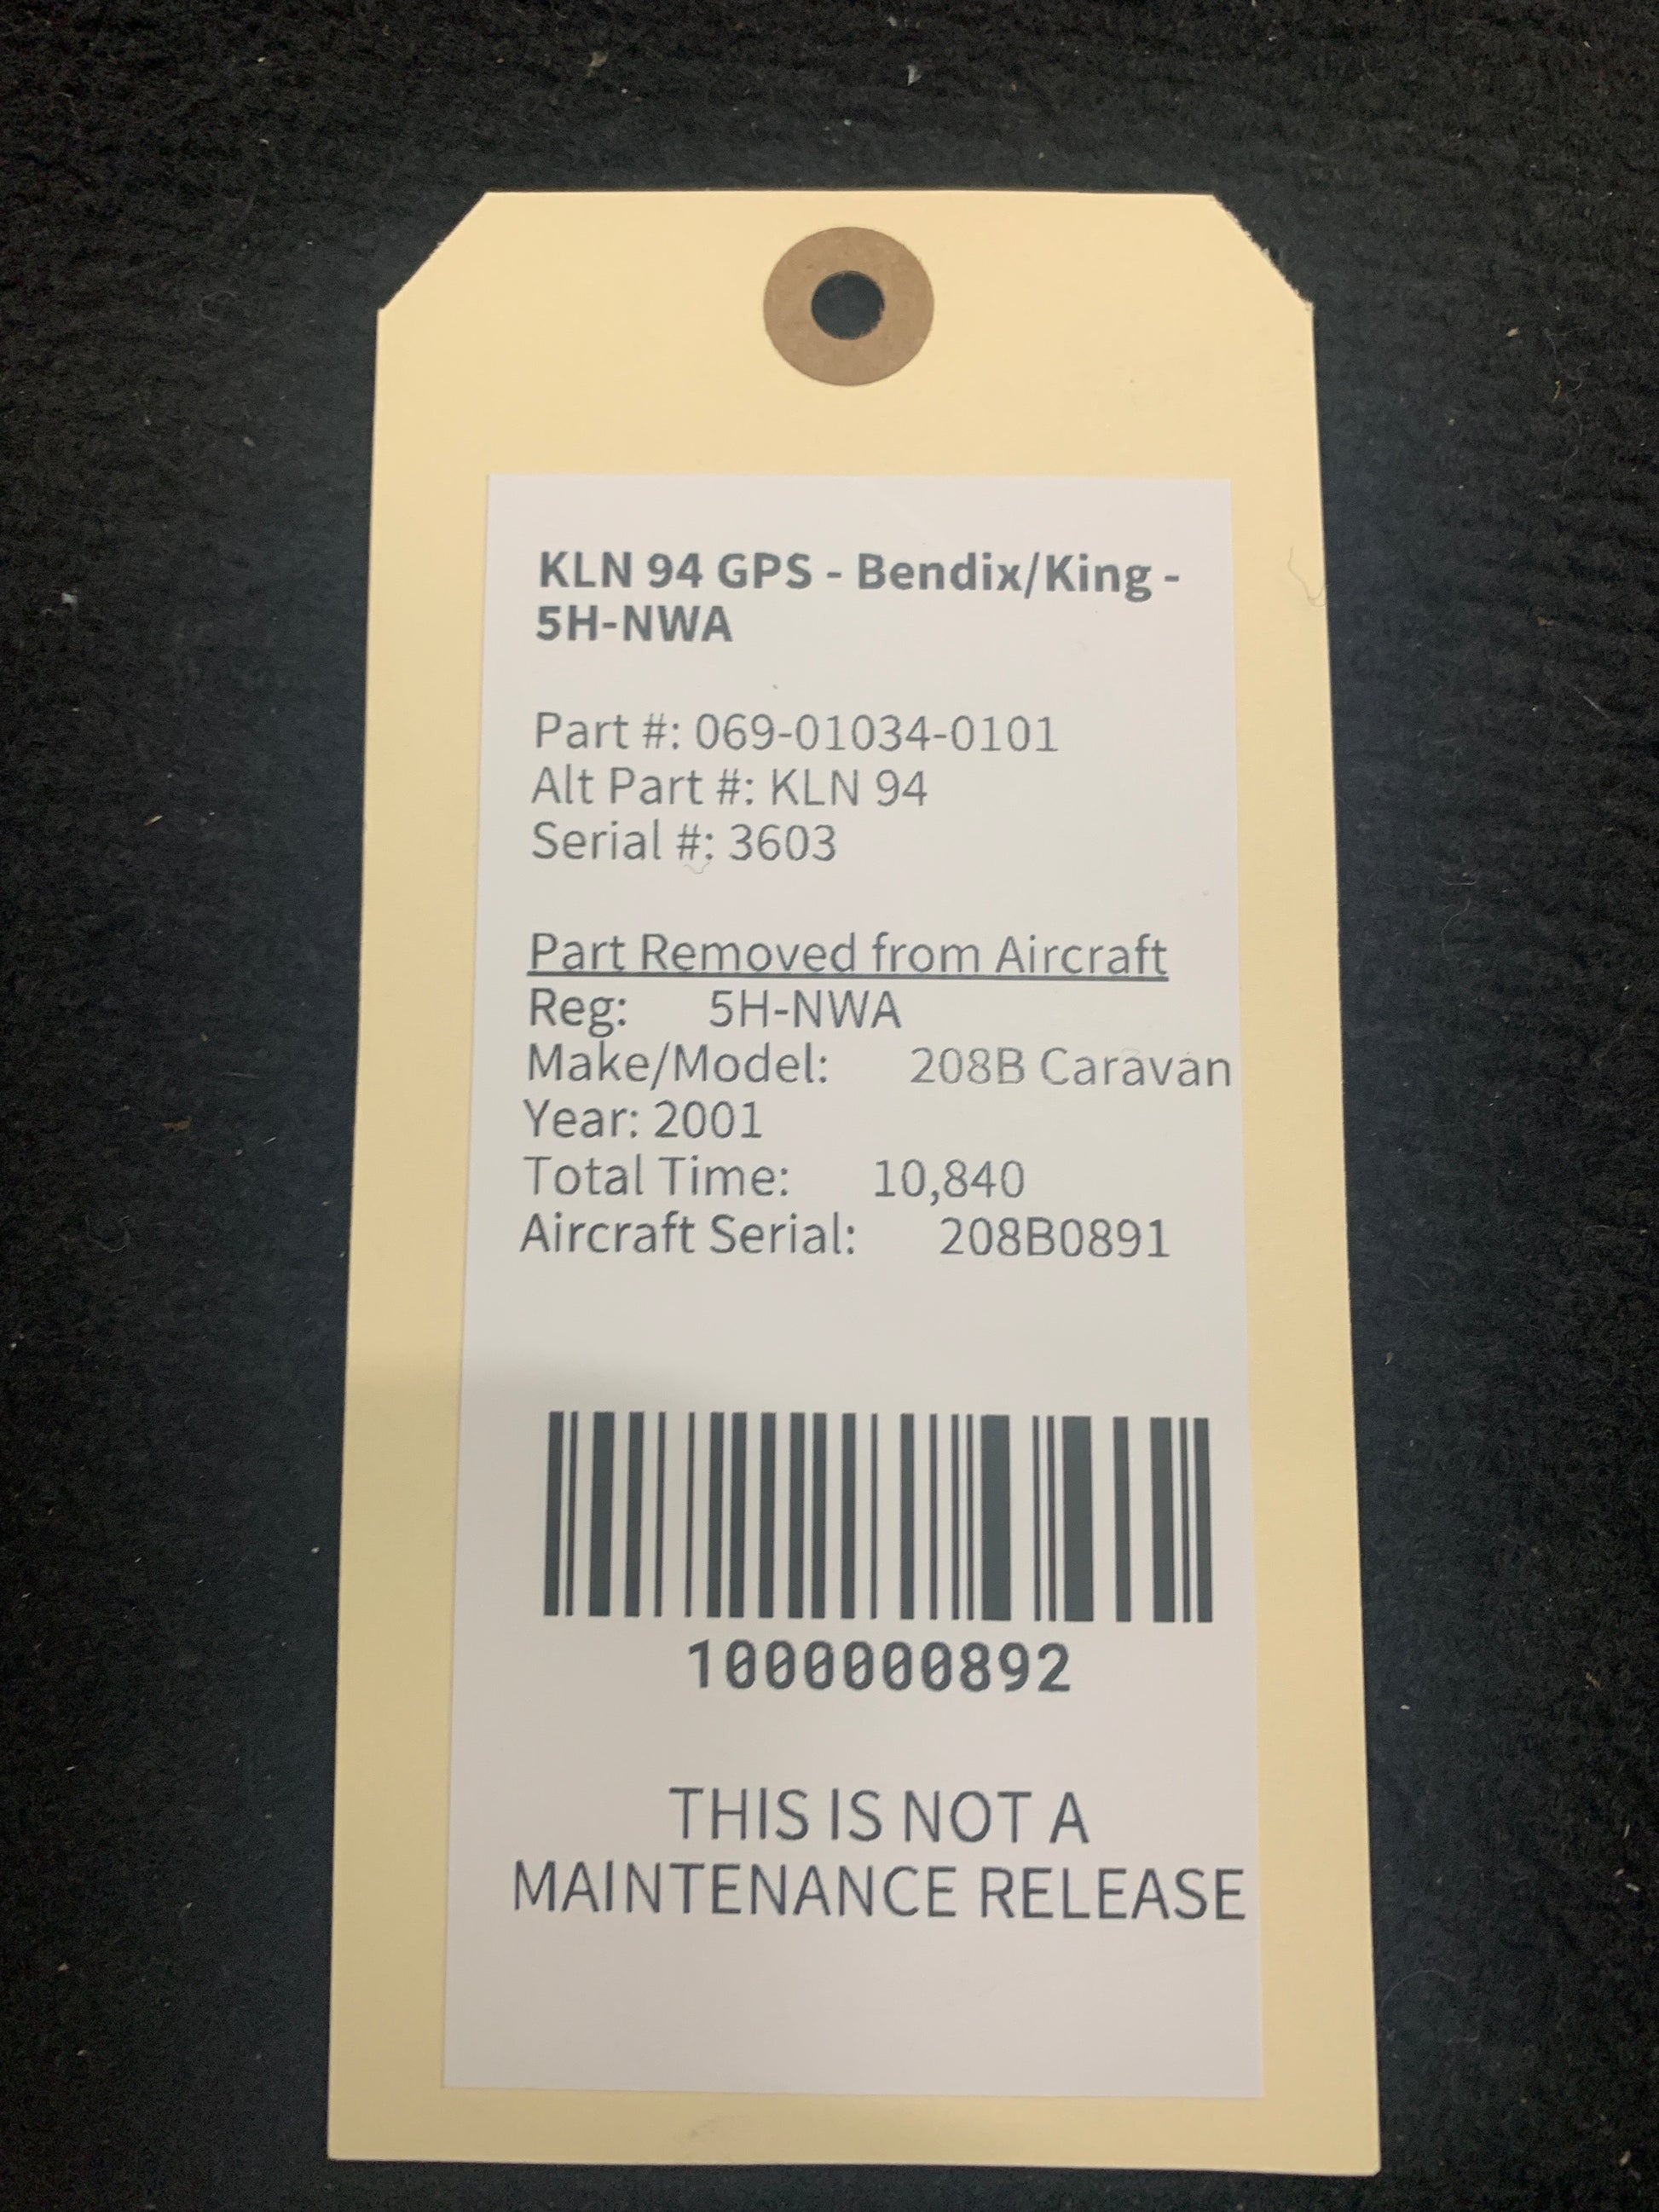 KLN 94 GPS - Bendix/King -
5H-NWA
Part #: 069-01034-0101
Alt Part #: KLN 94
Serial #: 3603
Part Removed from Aircraft
Reg: 5H-NWA
Make/Model: 208B Caravan
Year: 2001
Total Time: 10,840
Aircraft Serial: 208B0891
1000000892
THIS IS NOT A
MAINTENANCE RELEASE